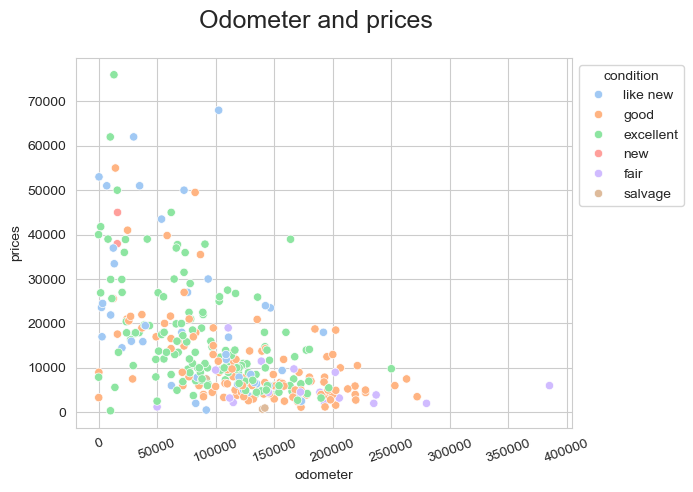 Odometer and prices
condition
like new
good
excellent
new
fair
salvage
prices
70000
60000
50000
40000
30000
20000
10000
0
0
50000
100000
150000
200000
250000
300000
350000
400000
odometer